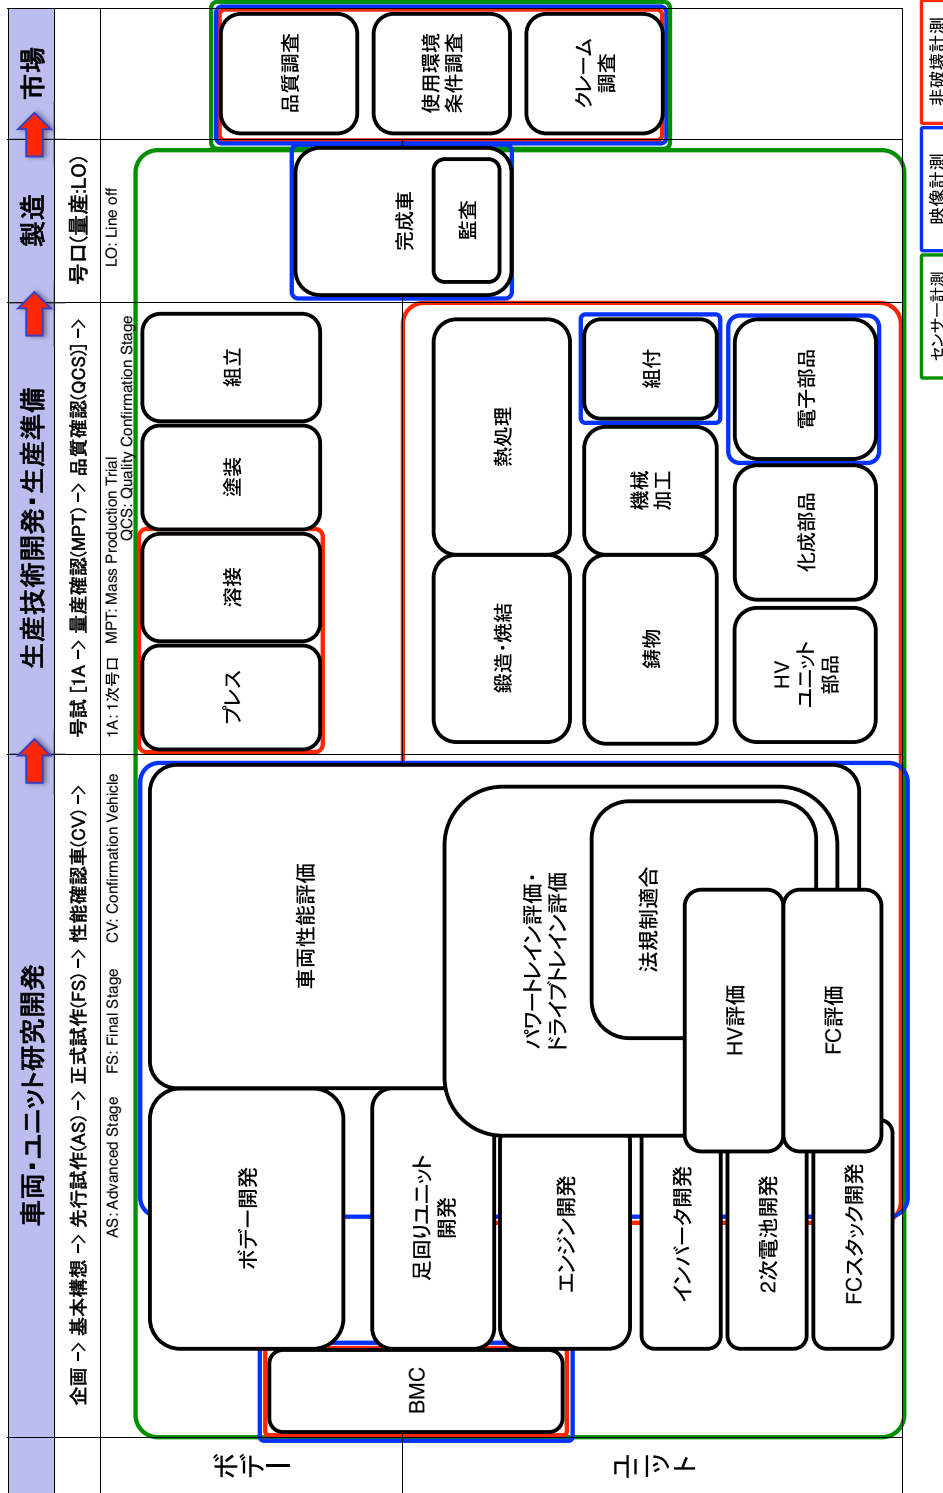 車両・ユニット研究開発
生産技術開発・生産準備
製造
市場
企画 -> 基本構想 -> 先行試作(AS) -> 正式試作(FS) -> 性能確認車(CV) ->
号試 [1A -> 量産確認(MPT) -> 品質確認(QCS)] ->
号口(量産:LO)
AS: Advanced Stage FS: Final Stage CV: Confirmation Vehicle
1A: 1次号口 MPT: Mass Production Trial
QCS: Quality Confirmation Stage
LO: Line off
ボデー
ユニット
BMC
ボデー開発
足回りユニット
開発
エンジン開発
インバータ開発
2次電池開発
FCスタック開発
車両性能評価
パワートレイン評価・
ドライブトレイン評価
法規制適合
HV評価
FC評価
プレス
溶接
塗装
組立
鍛造・焼結
熱処理
鋳物
機械
加工
組付
HV
ユニット
部品
化成部品
電子部品
完成車
監査
品質調査
使用環境
条件調査
クレーム
調査
センサー計測
映像計測
非破壊計測